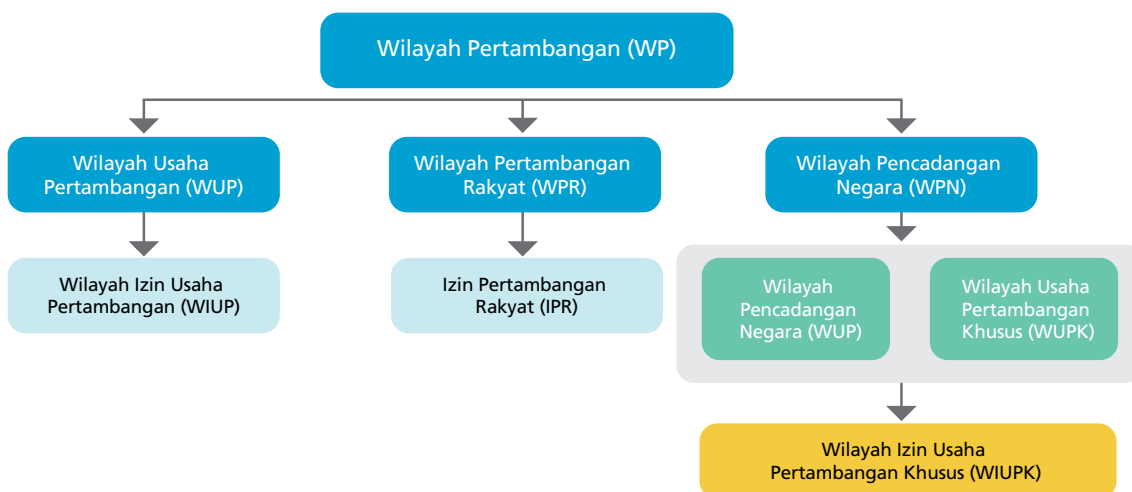 Wilayah Pertambangan (WP)
Wilayah Usaha
Pertambangan (WUP)
Wilayah Pertambangan
Rakyat (WPR)
Wilayah Pencadangan
Negara (WPN)
Wilayah Izin Usaha
Pertambangan (WIUP)
Izin Pertambangan
Rakyat (IPR)
Wilayah
Pencadangan
Negara (WUP)
Wilayah Usaha
Pertambangan
Khusus (WUPK)
Wilayah Izin Usaha
Pertambangan Khusus (WIUPK)